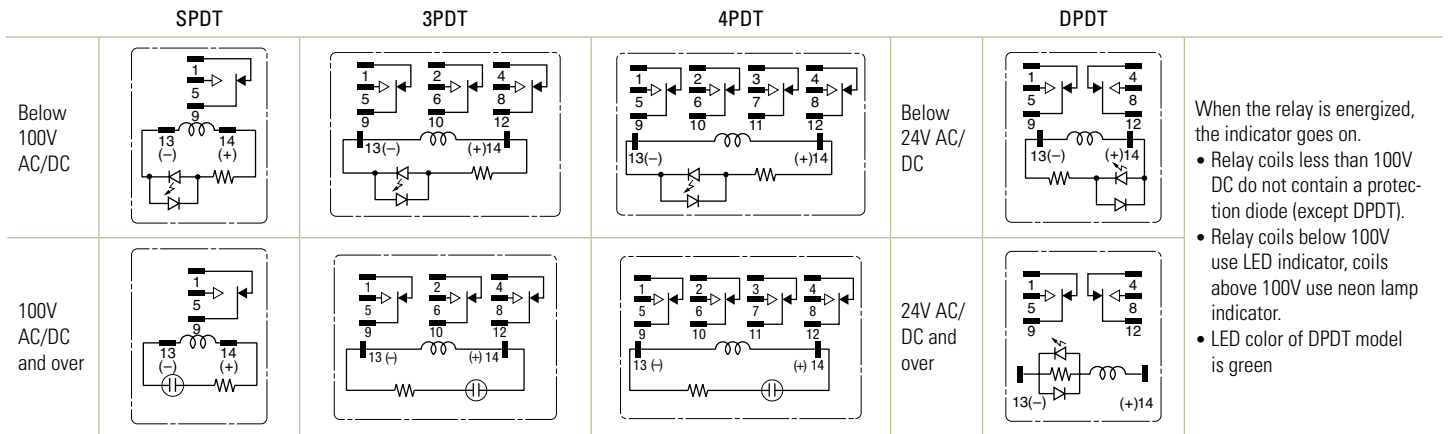 SPDT 3PDT 4PDT DPDT
Below
100V
AC/DC
1
5
9
13 14
(–) (+)
1 2 4
5 6 8
9 10 12
13(–) (+)14
1 2 3 4
5 6 7 8
9 10 11 12
13(–) (+)14
Below
24V AC/
DC
1 4
5 8
9 12
13(–) (+)14
100V
AC/DC
and over
1
5
9
13 14
(–) (+)
1 2 4
5 6 8
9 10 12
13 (–) (+) 14
1 2 3 4
5 6 7 8
9 10 11 12
13 (–) (+) 14
24V AC/
DC and
over
1 4
5 8
9 12
13(–) (+)14
When the relay is energized,
the indicator goes on.
• Relay coils less than 100V
DC do not contain a protec-
tion diode (except DPDT).
• Relay coils below 100V
use LED indicator, coils
above 100V use neon lamp
indicator.
• LED color of DPDT model
is green